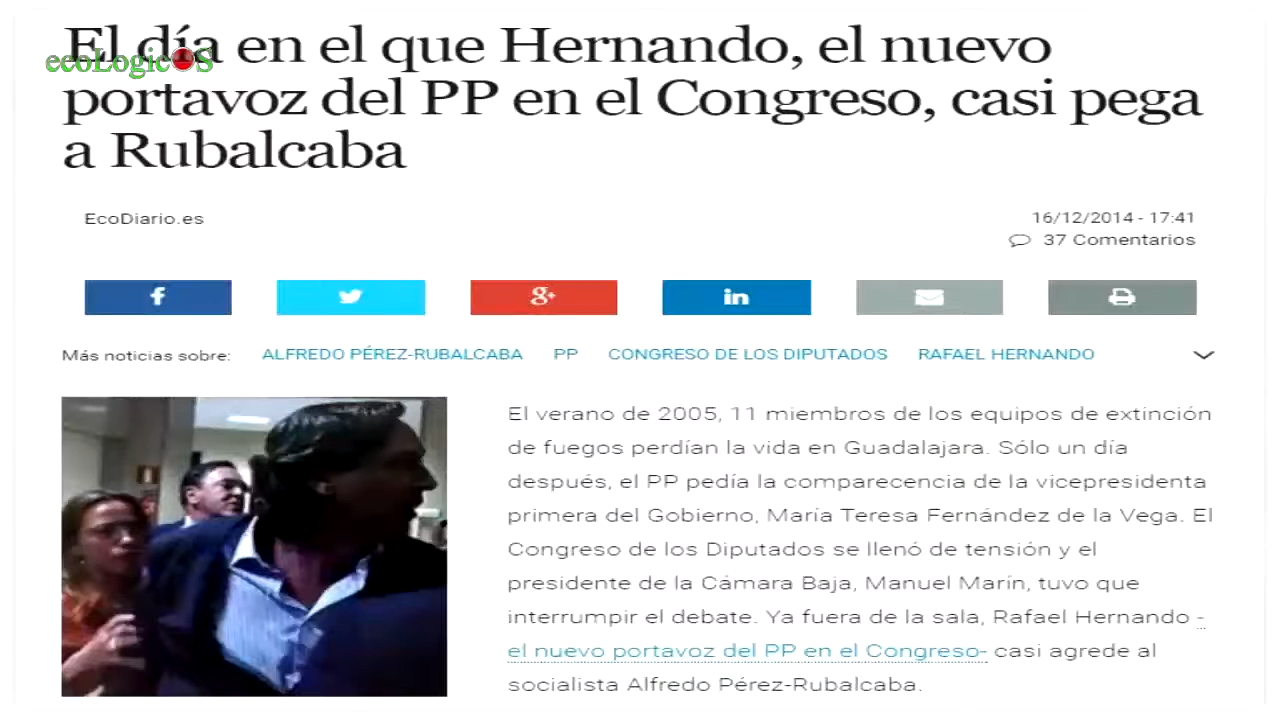 El día en el que Hernando, el nuevo
ecoLogicoS
portavoz del PP en el Congreso, casi pega
a Rubalcaba
EcoDiario.es
16/12/2014 - 17:41
37 Comentarios
f
g+
in
Más noticias sobre:
ALFREDO PÉREZ-RUBALCABA
PP
CONGRESO DE LOS DIPUTADOS
RAFAEL HERNANDO
El verano de 2005, 11 miembros de los equipos de extinción
de fuegos perdían la vida en Guadalajara. Sólo un día
después, el PP pedía la comparecencia de la vicepresidenta
primera del Gobierno, María Teresa Fernández de la Vega. El
Congreso de los Diputados se llenó de tensión y el
presidente de la Cámara Baja, Manuel Marín, tuvo que
interrumpir el debate. Ya fuera de la sala, Rafael Hernando -
el nuevo portavoz del PP en el Congreso- casi agrede al
socialista Alfredo Pérez-Rubalcaba.